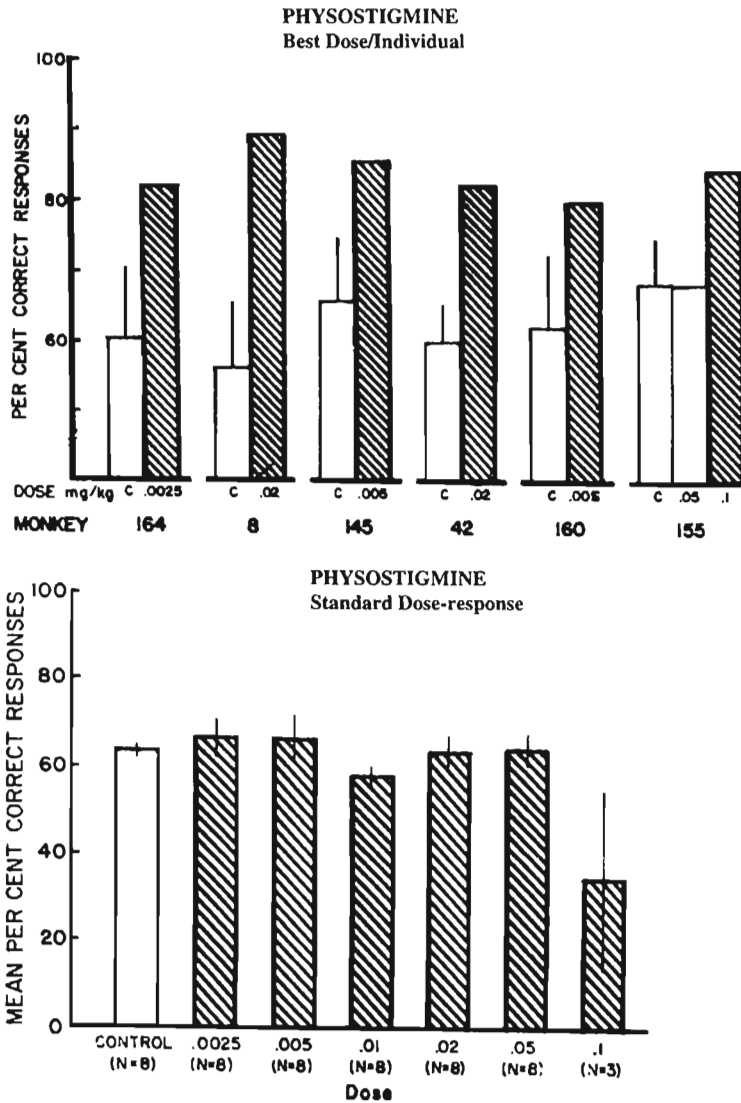 PHYSOSTIGMINE
Best Dose/Individual
PER CENT CORRECT RESPONSES
100
80
60
DOSE mg/kg C .0025 C .02 C .005 C .02 C .005 C .05 .1
MONKEY 164 8 145 42 160 155
PHYSOSTIGMINE
Standard Dose-response
MEAN PER CENT CORRECT RESPONSES
100
80
60
40
20
0
CONTROL .0025 .005 .01 .02 .05 .1
(N=8) (N=8) (N=8) (N=8) (N=8) (N=8) (N=3)
Dose